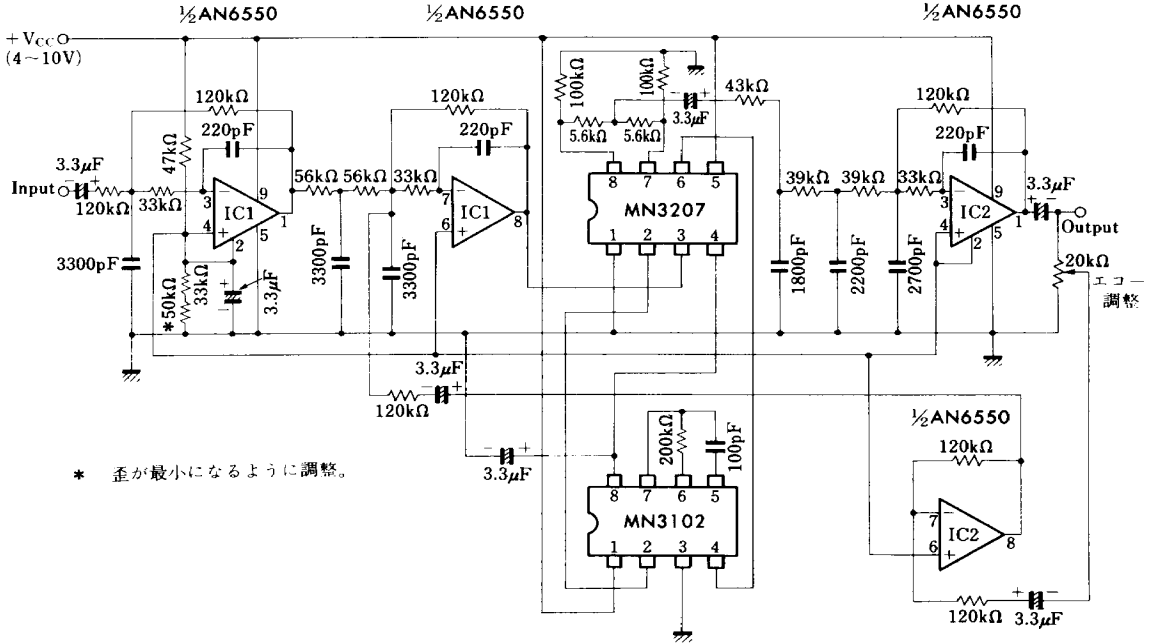 ½AN6550
½AN6550
½AN6550
+VCC
(4~10V)
120kΩ
220pF
47kΩ
3.3μF
Input
+
120kΩ
33kΩ
3
−
4
+
IC1
9
1
2
5
3300pF
*50kΩ
33kΩ
+
−
3.3μF
56kΩ
56kΩ
33kΩ
120kΩ
220pF
7
−
6
+
IC1
8
3300pF
3300pF
100kΩ
100kΩ
5.6kΩ
5.6kΩ
−
+
3.3μF
43kΩ
8
7
6
5
MN3207
1
2
3
4
39kΩ
39kΩ
33kΩ
1800pF
2200pF
2700pF
120kΩ
220pF
3
−
4
+
IC2
9
1
2
5
3.3μF
+
−
Output
20kΩ
エコー
調整
3.3μF
−
+
120kΩ
−
+
3.3μF
200kΩ
100pF
8
7
6
5
MN3102
1
2
3
4
½AN6550
120kΩ
7
−
6
+
IC2
8
120kΩ
+
−
3.3μF
* 歪が最小になるように調整。